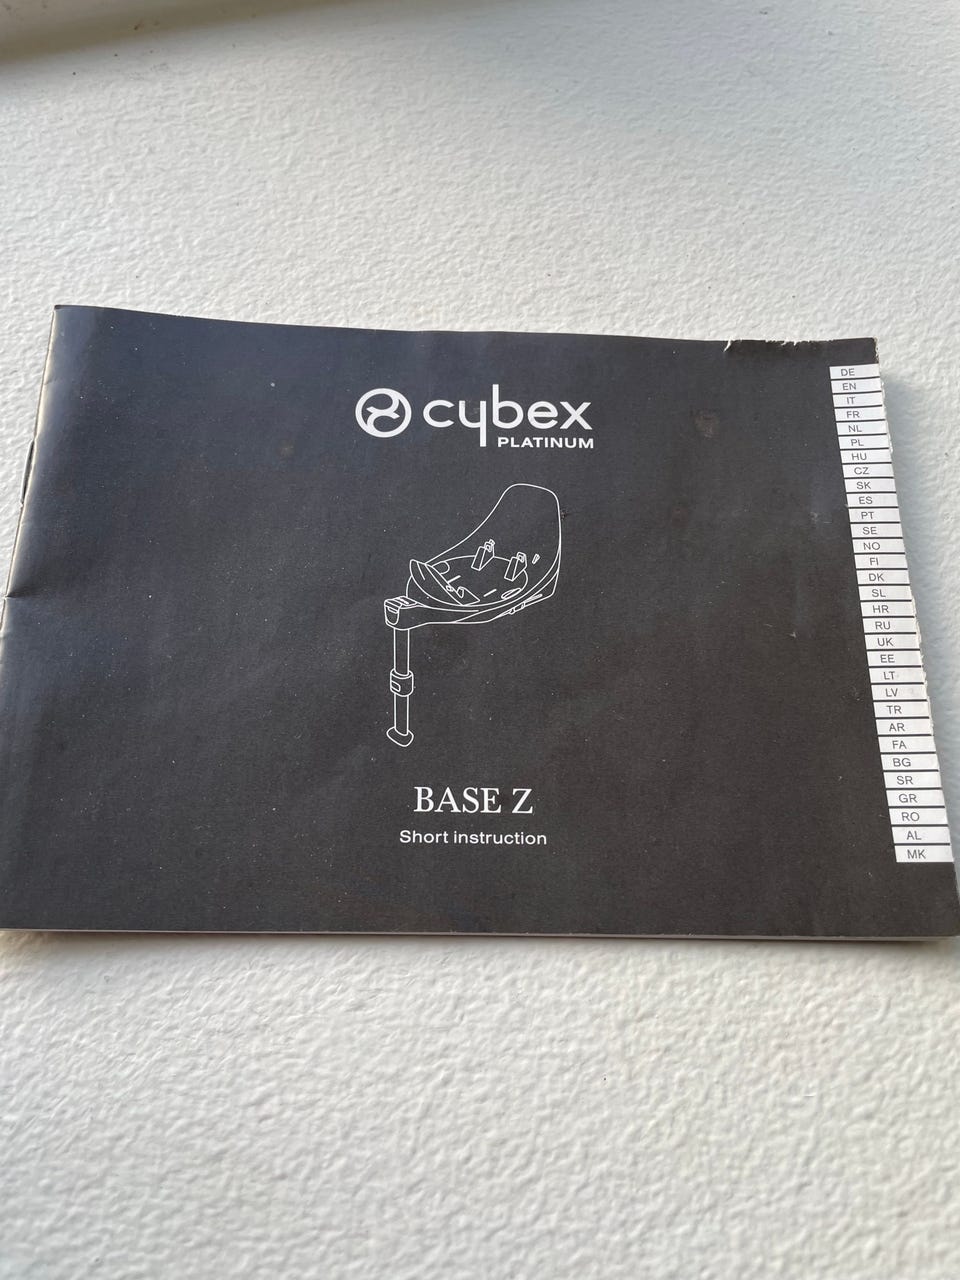 cybex
PLATINUM
BASE Z
Short instruction
DE
EN
IT
FR
NL
PL
HU
CZ
SK
ES
PT
SE
NO
FI
DK
SL
HR
RU
UK
EE
LT
LV
TR
AR
FA
BG
SR
GR
RO
AL
MK